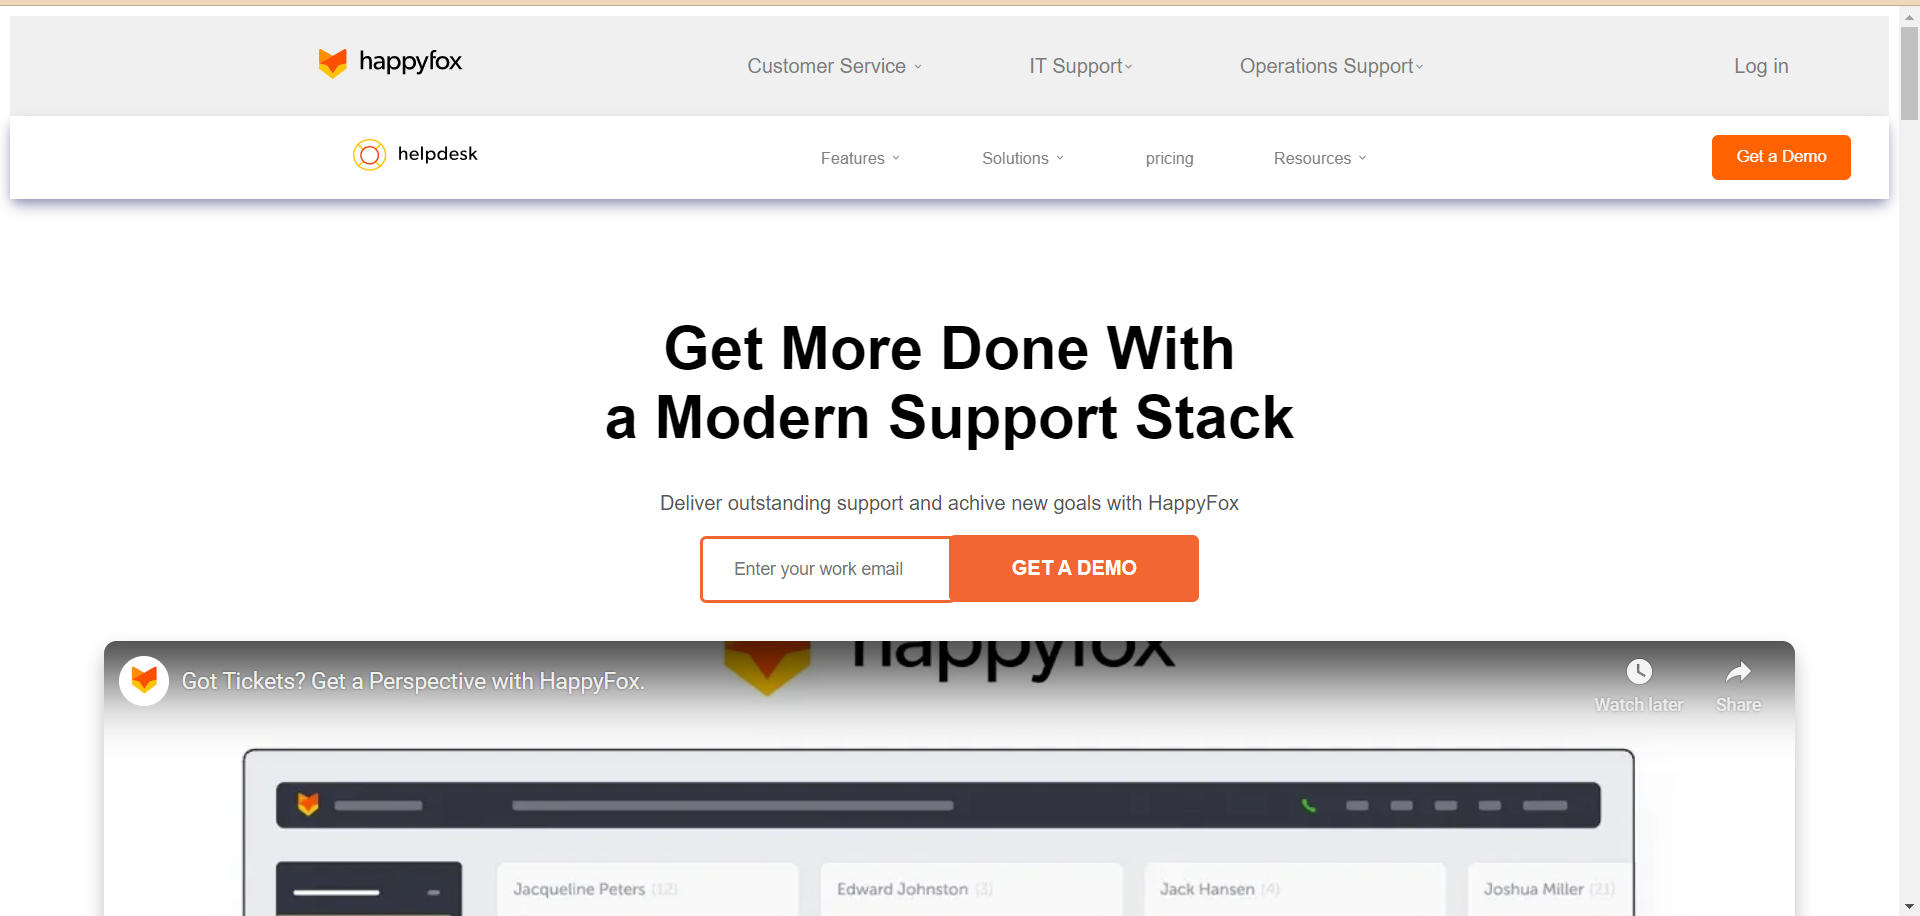 happyfox
Customer Service
IT Support
Operations Support
Log in
helpdesk
Features
Solutions
pricing
Resources
Get a Demo
Get More Done With
a Modern Support Stack
Deliver outstanding support and achive new goals with HappyFox
Enter your work email
GET A DEMO
happyfox
Got Tickets? Get a Perspective with HappyFox.
Watch later
Share
Jacqueline Peters (12)
Edward Johnston (3)
Jack Hansen (4)
Joshua Miller (21)